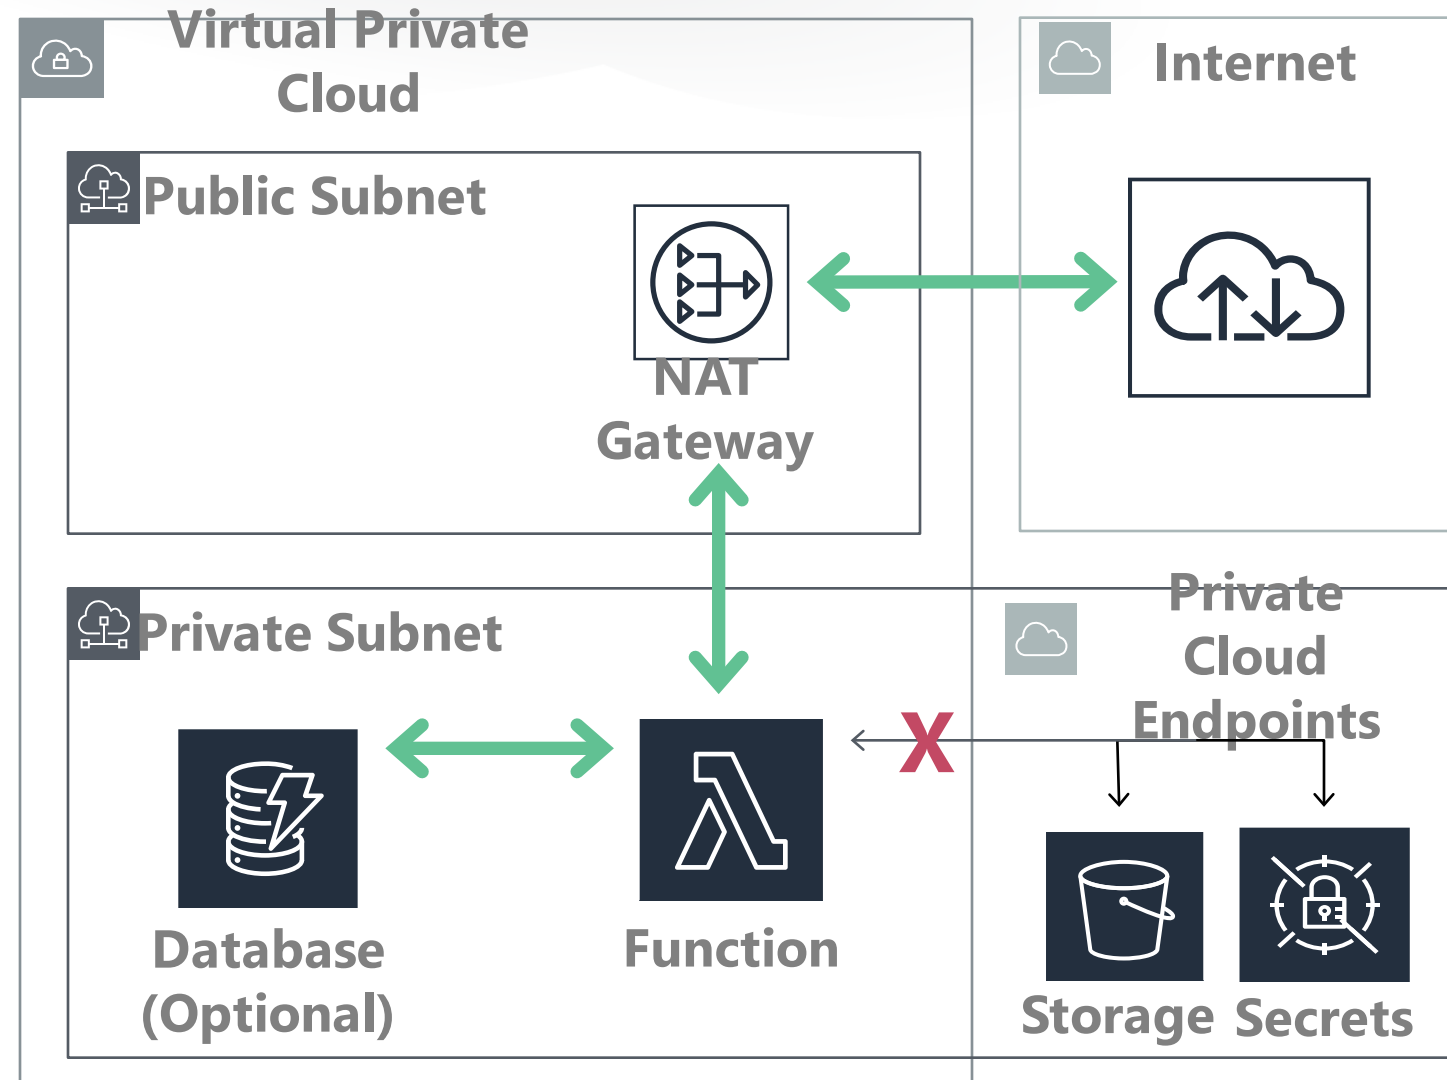 Virtual Private
Cloud
Internet
Public Subnet
NAT
Gateway
Private Subnet
Private
Cloud
Endpoints
X
Database
(Optional)
Function
Storage
Secrets